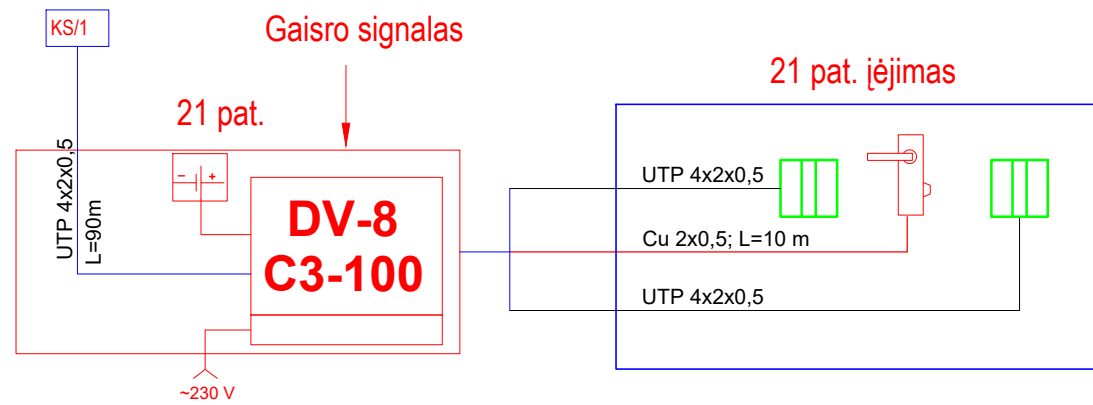 KS/1
Gaisro signalas
21 pat. įėjimas
21 pat.
UTP 4x2x0,5
L=90m
- +
DV-8
C3-100
~230 V
UTP 4x2x0,5
Cu 2x0,5; L=10 m
UTP 4x2x0,5